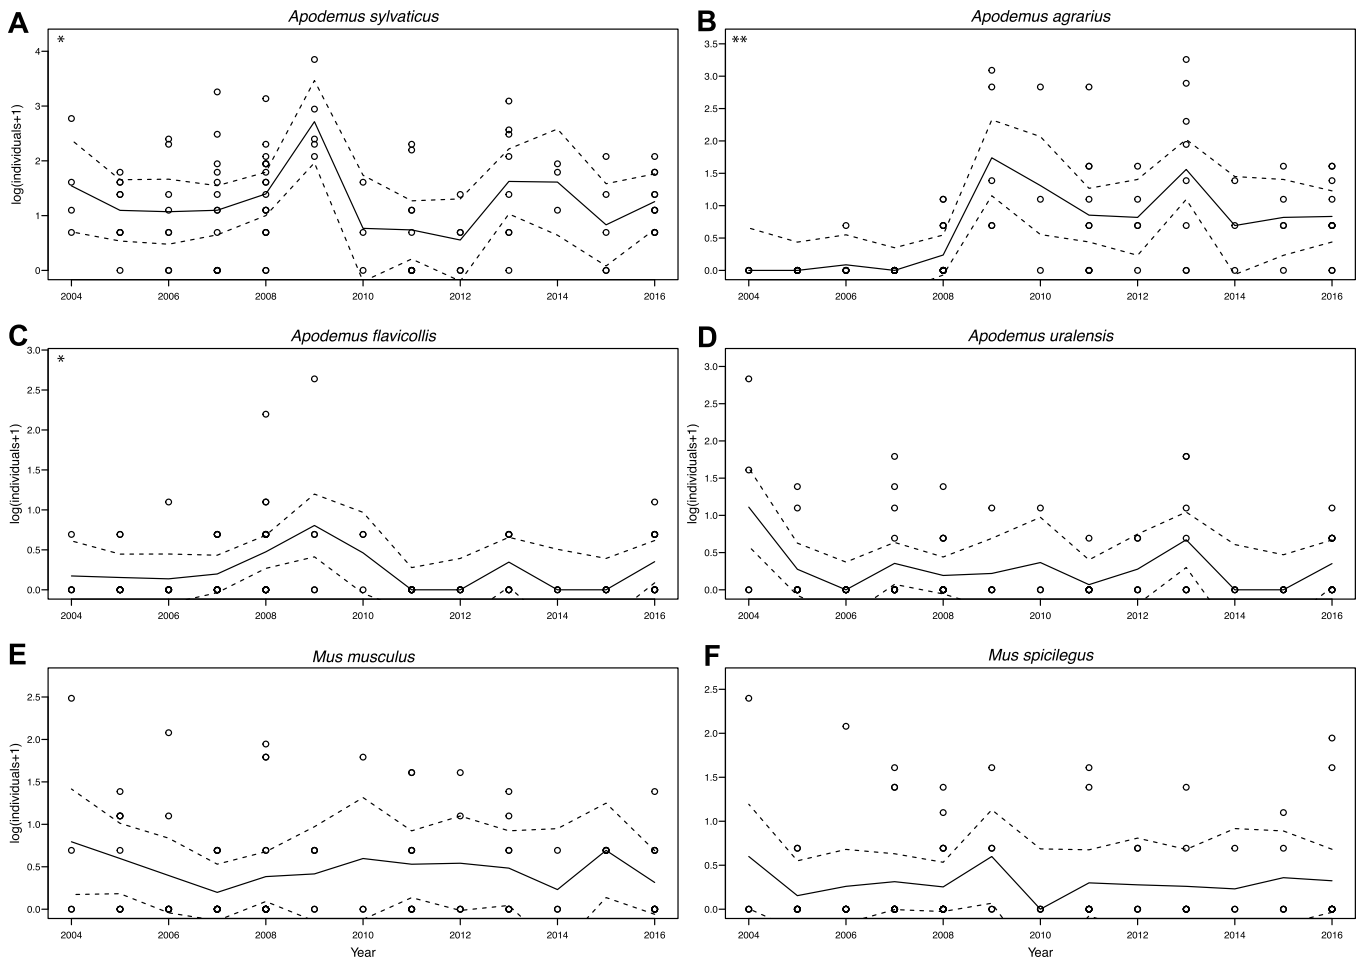 A Apodemus sylvaticus
*
log(individuals+1)
4
3
2
1
0
2004 2006 2008 2010 2012 2014 2016
B Apodemus agrarius
**
3.5
3.0
2.5
2.0
1.5
1.0
0.5
0.0
2004 2006 2008 2010 2012 2014 2016
C Apodemus flavicollis
*
log(individuals+1)
3.0
2.5
2.0
1.5
1.0
0.5
0.0
2004 2006 2008 2010 2012 2014 2016
D Apodemus uralensis
log(individuals+1)
3.0
2.5
2.0
1.5
1.0
0.5
0.0
2004 2006 2008 2010 2012 2014 2016
E Mus musculus
log(individuals+1)
2.5
2.0
1.5
1.0
0.5
0.0
2004 2006 2008 2010 2012 2014 2016
Year
F Mus spicilegus
2.5
2.0
1.5
1.0
0.5
0.0
2004 2006 2008 2010 2012 2014 2016
Year